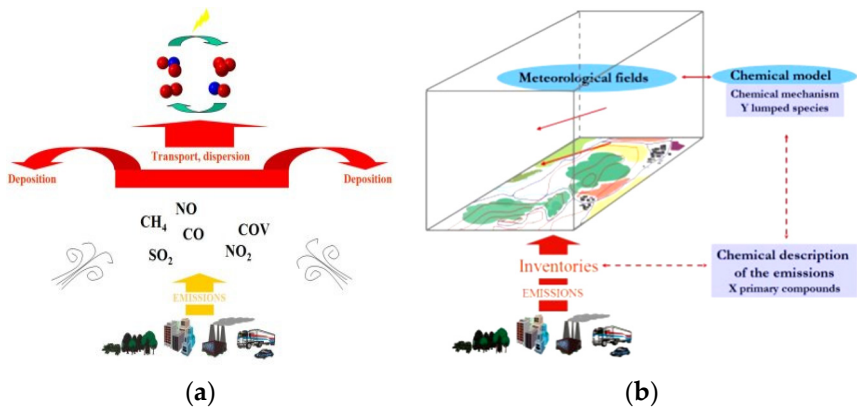 Transport, dispersion
Deposition
Deposition
NO
CH4
CO
COV
SO2
NO2
EMISSIONS
(a)
Meteorological fields
Chemical model
Chemical mechanism
Y lumped species
Chemical description
of the emissions
X primary compounds
Inventories
EMISSIONS
(b)